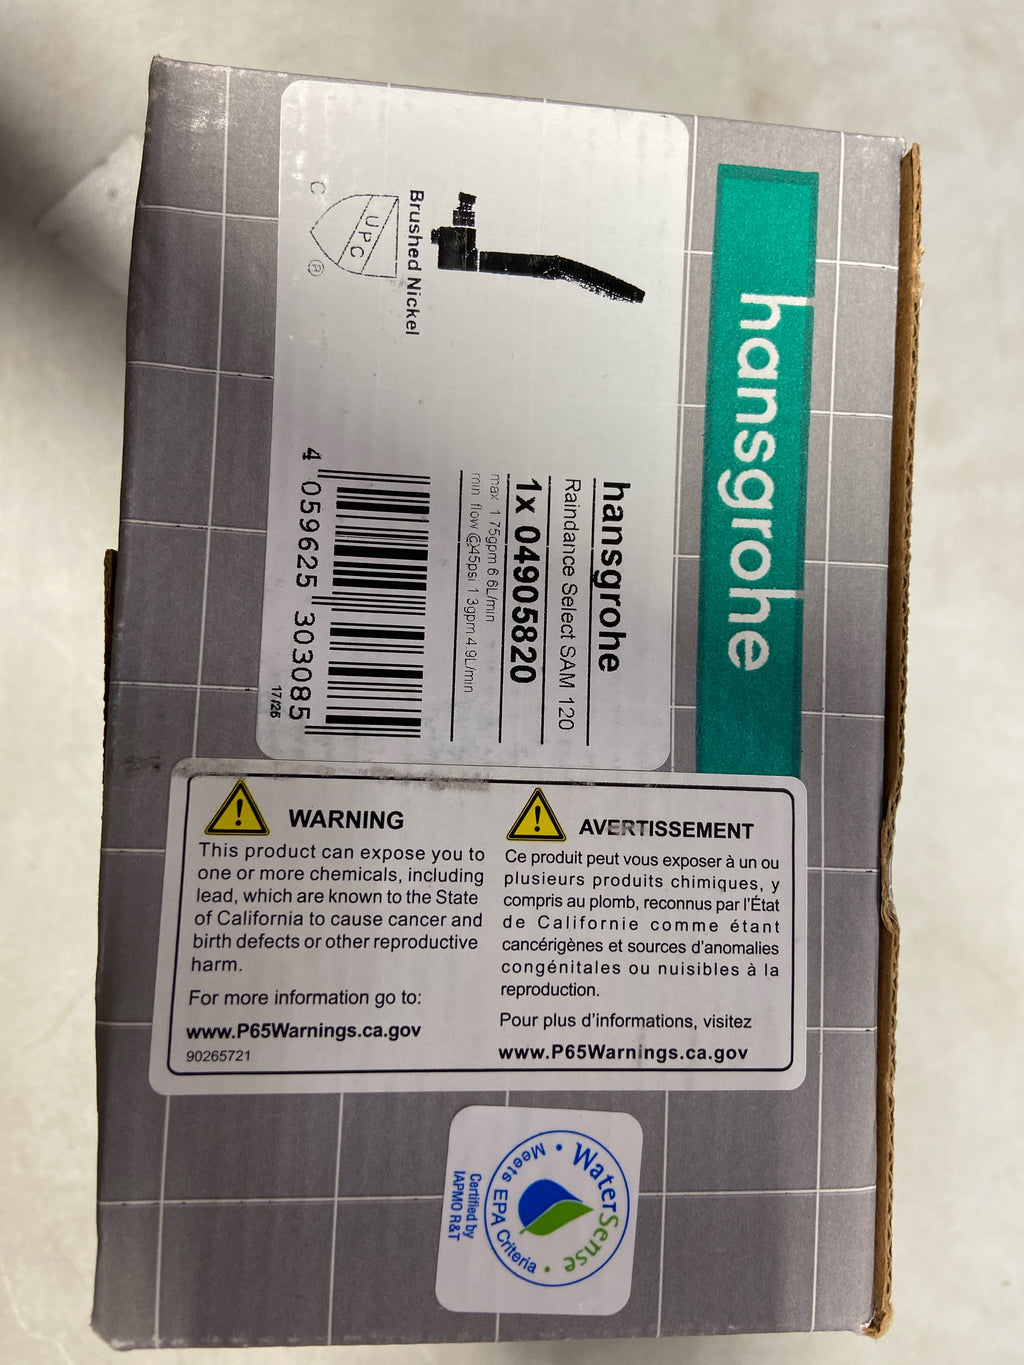 hansgrohe
hansgrohe
Raindance Select SAM 120
1x 04905820
max. 1.75gpm 6.6L/min
min. flow @45psi 1.3gpm 4.9L/min
Brushed Nickel
UPC
C ®
4 059625 303085
17/26
WARNING
This product can expose you to
one or more chemicals, including
lead, which are known to the State
of California to cause cancer and
birth defects or other reproductive
harm.
For more information go to:
www.P65Warnings.ca.gov
90265721
AVERTISSEMENT
Ce produit peut vous exposer à un ou
plusieurs produits chimiques, y
compris au plomb, reconnus par l'État
de Californie comme étant
cancérigènes et sources d'anomalies
congénitales ou nuisibles à la
reproduction.
Pour plus d'informations, visitez
www.P65Warnings.ca.gov
WaterSense
Meets EPA Criteria
Certified by
IAPMO R&T